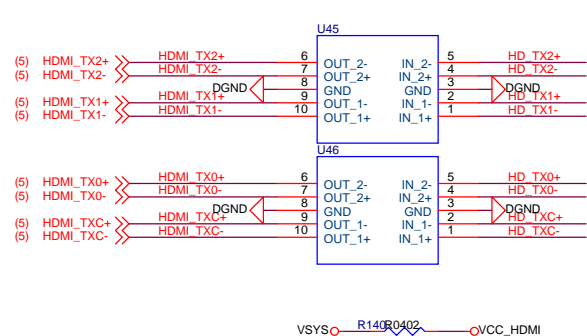 U45
(5) HDMI_TX2+ HDMI_TX2+ 6 OUT_2- IN_2- 5 HD_TX2+
(5) HDMI_TX2- HDMI_TX2- 7 OUT_2+ IN_2+ 4 HD_TX2-
DGND 8 GND GND 3 DGND
(5) HDMI_TX1+ HDMI_TX1+ 9 OUT_1- IN_1- 2 HD_TX1+
(5) HDMI_TX1- HDMI_TX1- 10 OUT_1+ IN_1+ 1 HD_TX1-
U46
(5) HDMI_TX0+ HDMI_TX0+ 6 OUT_2- IN_2- 5 HD_TX0+
(5) HDMI_TX0- HDMI_TX0- 7 OUT_2+ IN_2+ 4 HD_TX0-
DGND 8 GND GND 3 DGND
(5) HDMI_TXC+ HDMI_TXC+ 9 OUT_1- IN_1- 2 HD_TXC+
(5) HDMI_TXC- HDMI_TXC- 10 OUT_1+ IN_1+ 1 HD_TXC-
VSYS R140 R0402 VCC_HDMI